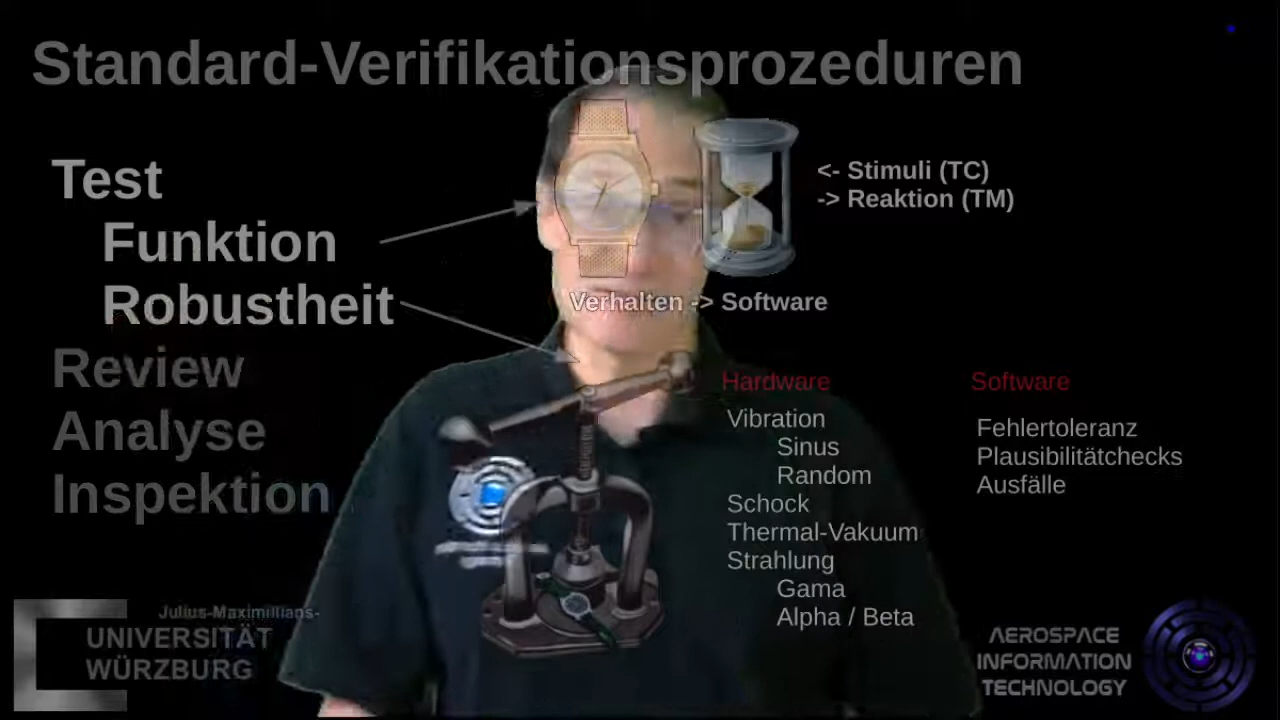 Standard-Verifikationsprozeduren
Test
Funktion
Robustheit
Review
Analyse
Inspektion
<- Stimuli (TC)
-> Reaktion (TM)
Verhalten -> Software
Hardware
Vibration
Sinus
Random
Schock
Thermal-Vakuum
Strahlung
Gama
Alpha / Beta
Software
Fehlertoleranz
Plausibilitätchecks
Ausfälle
Julius-Maximillians-
UNIVERSITÄT
WÜRZBURG
AEROSPACE
INFORMATION
TECHNOLOGY